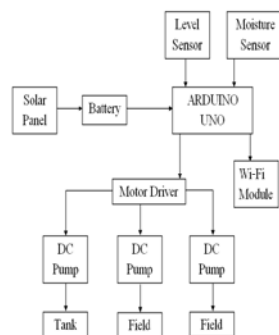 Level
Sensor
Moisture
Sensor
Solar
Panel
Battery
ARDUINO
UNO
Motor Driver
Wi-Fi
Module
DC
Pump
DC
Pump
DC
Pump
Tank
Field
Field